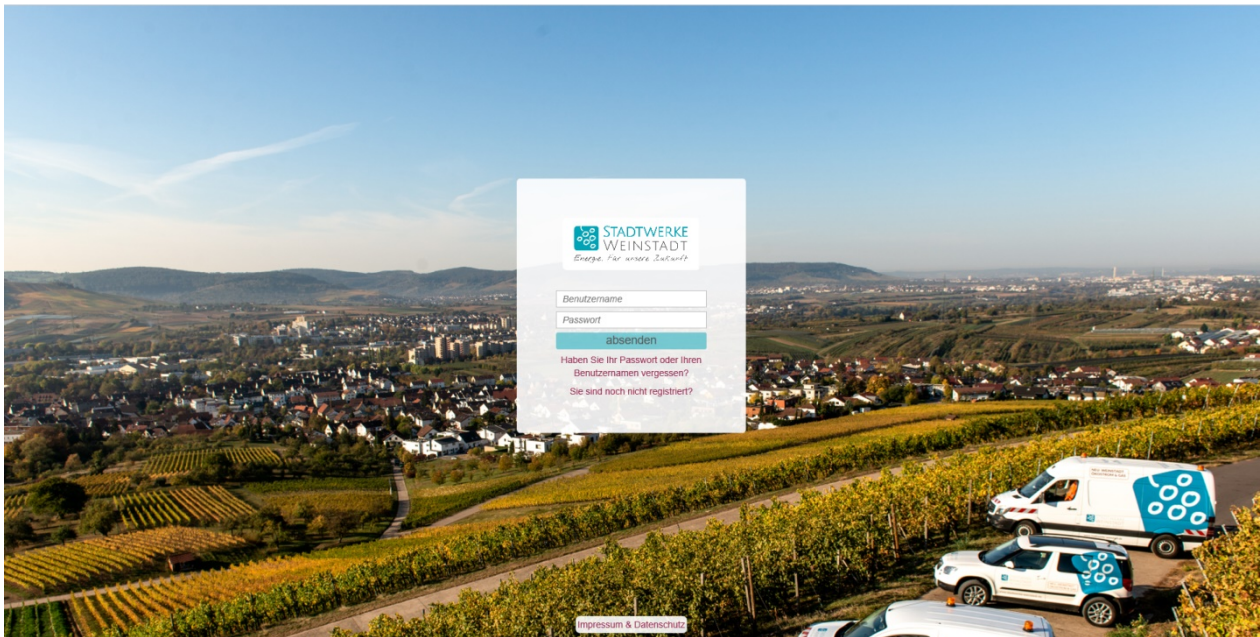 STADTWERKE
WEINSTADT
Energie. Für unsere Zukunft
Benutzername
Passwort
absenden
Haben Sie Ihr Passwort oder Ihren
Benutzernamen vergessen?
Sie sind noch nicht registriert?
Impressum & Datenschutz